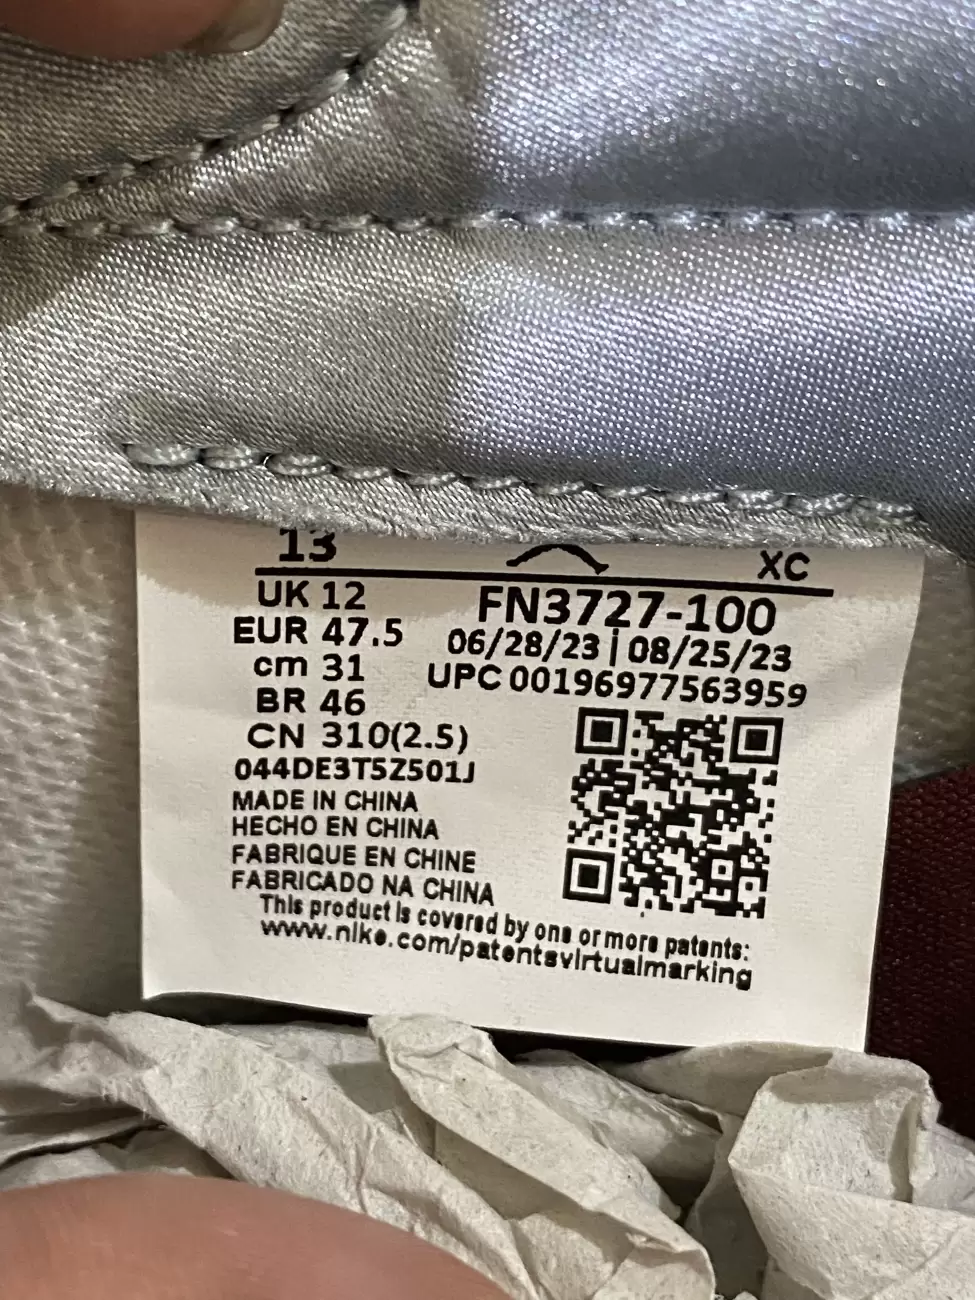 13 XC
UK 12
EUR 47.5
cm 31
BR 46
CN 310(2.5)
FN3727-100
06/28/23 | 08/25/23
UPC 00196977563959
044DE3T5Z501J
MADE IN CHINA
HECHO EN CHINA
FABRIQUE EN CHINE
FABRICADO NA CHINA
This product is covered by one or more patents:
www.nike.com/patentsvirtualmarking